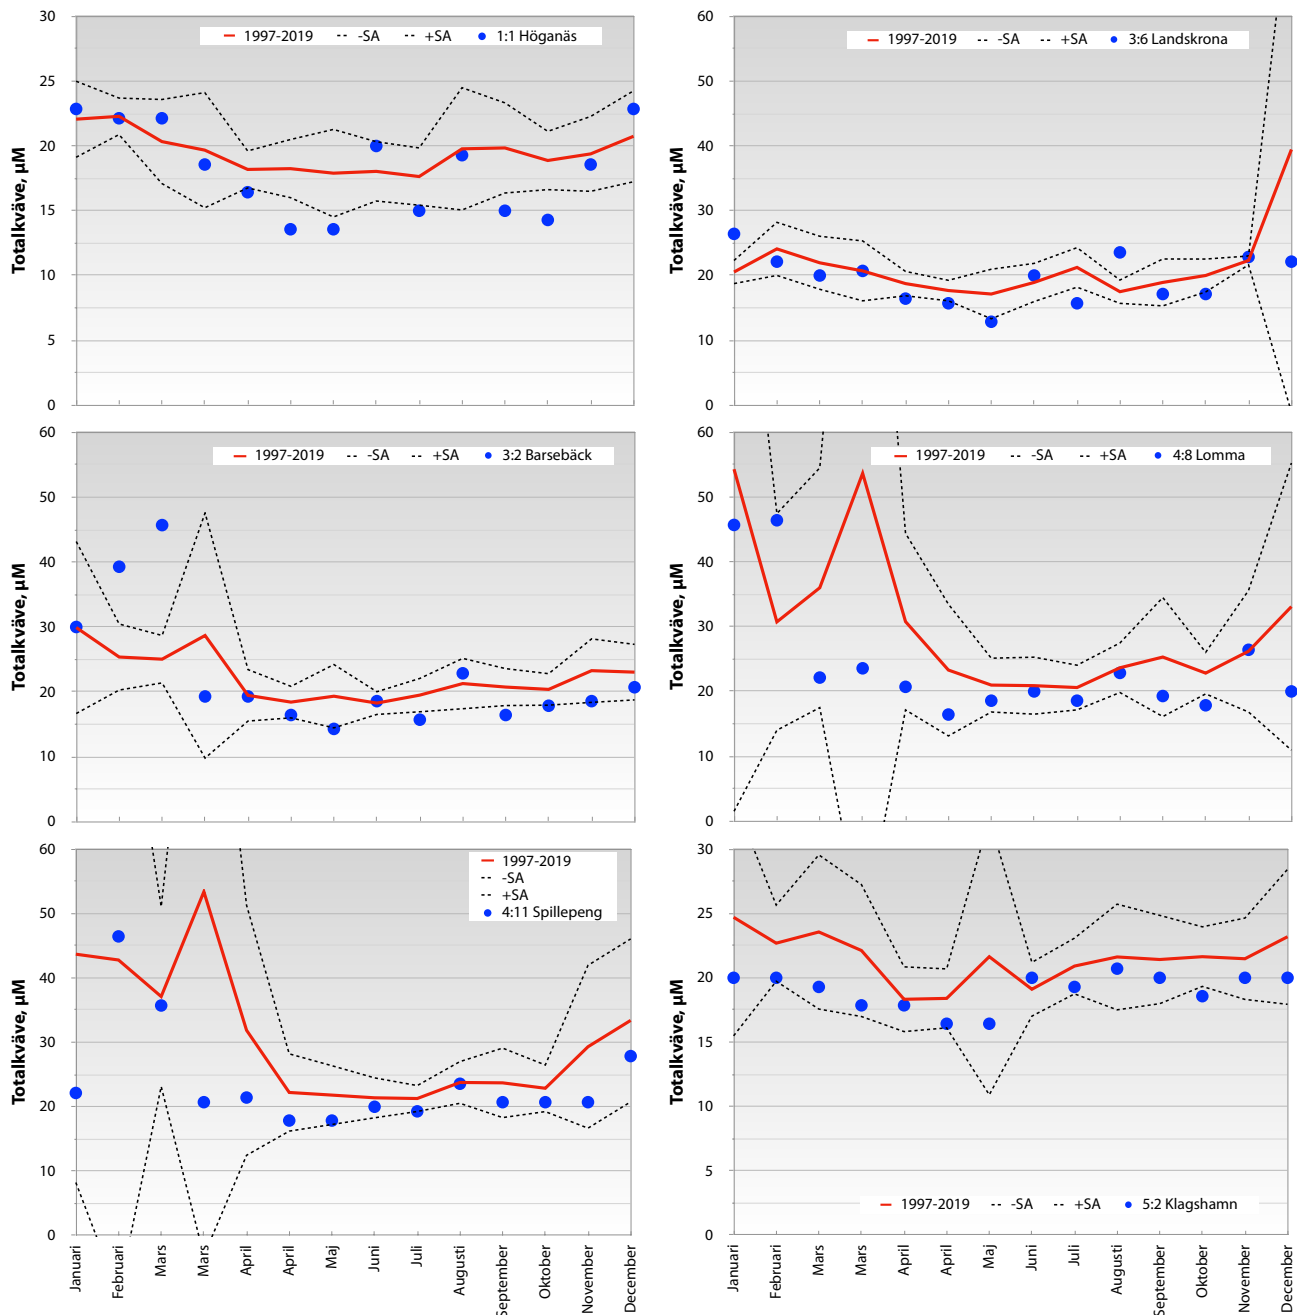 1997-2019 -SA +SA 1:1 Höganäs
Totalkväve, µM
30
25
20
15
10
5
0
1997-2019 -SA +SA 3:6 Landskrona
Totalkväve, µM
60
50
40
30
20
10
0
1997-2019 -SA +SA 3:2 Barsebäck
Totalkväve, µM
60
50
40
30
20
10
0
1997-2019 -SA +SA 4:8 Lomma
Totalkväve, µM
60
50
40
30
20
10
0
1997-2019
-SA
+SA
4:11 Spillepeng
Totalkväve, µM
60
50
40
30
20
10
0
Januari
Februari
Mars
Mars
April
April
Maj
Juni
Juli
Augusti
September
Oktober
November
December
Totalkväve, µM
30
25
20
15
10
5
0
1997-2019 -SA +SA 5:2 Klagshamn
Januari
Februari
Mars
Mars
April
April
Maj
Juni
Juli
Augusti
September
Oktober
November
December